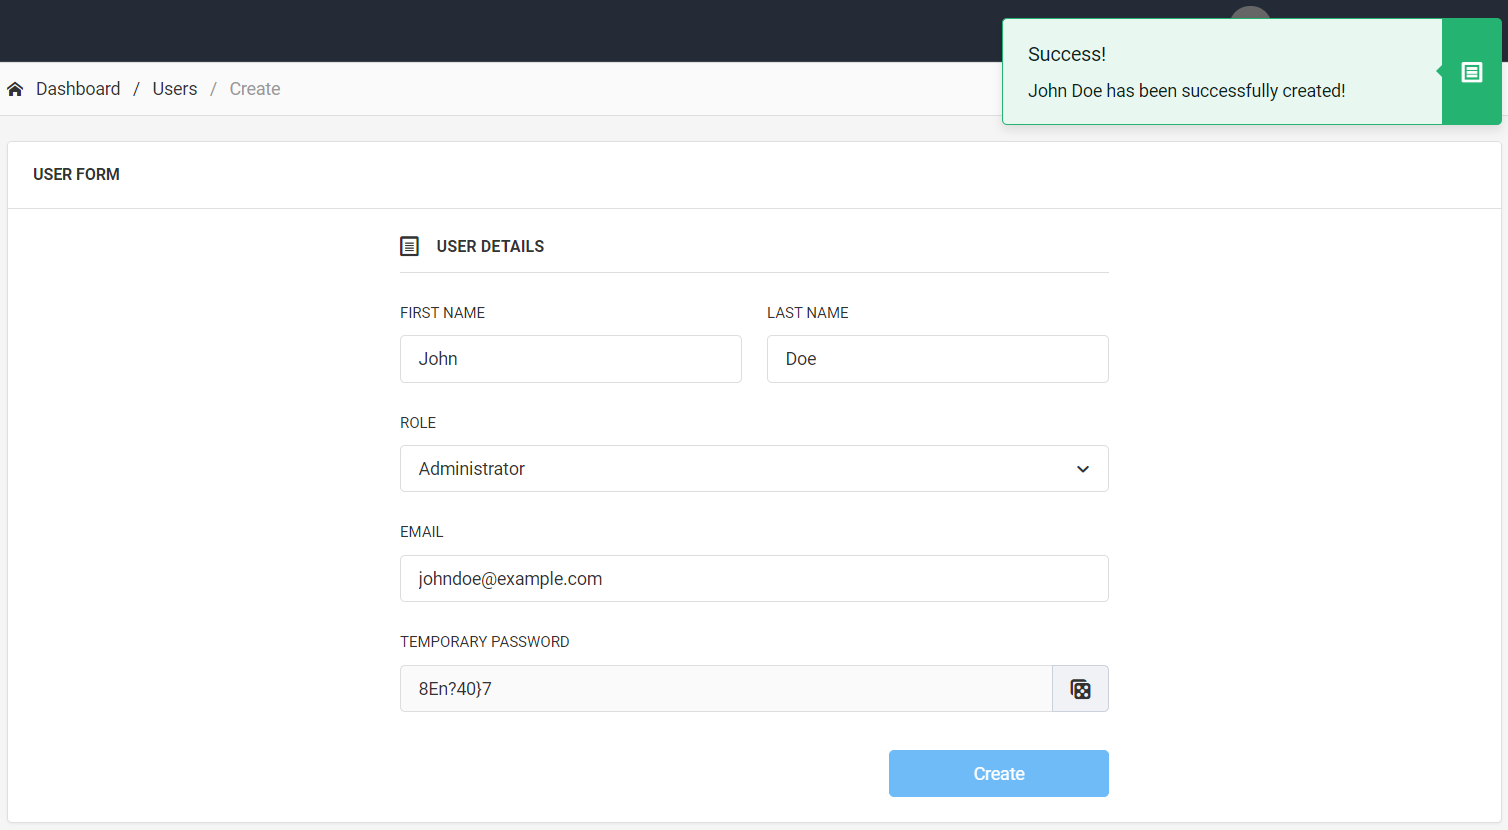 Success!
John Doe has been successfully created!
Dashboard / Users / Create
USER FORM
USER DETAILS
FIRST NAME
LAST NAME
John
Doe
ROLE
Administrator
EMAIL
johndoe@example.com
TEMPORARY PASSWORD
8En?40}7
Create